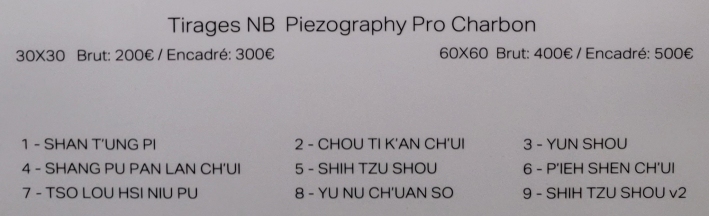 Tirages NB Piezography Pro Charbon
30X30 Brut: 200€ / Encadré: 300€ 60X60 Brut: 400€ / Encadré: 500€
1 - SHAN T'UNG PI 2 - CHOU TI K'AN CH'UI 3 - YUN SHOU
4 - SHANG PU PAN LAN CH'UI 5 - SHIH TZU SHOU 6 - P'IEH SHEN CH'UI
7 - TSO LOU HSI NIU PU 8 - YU NU CH'UAN SO 9 - SHIH TZU SHOU v2